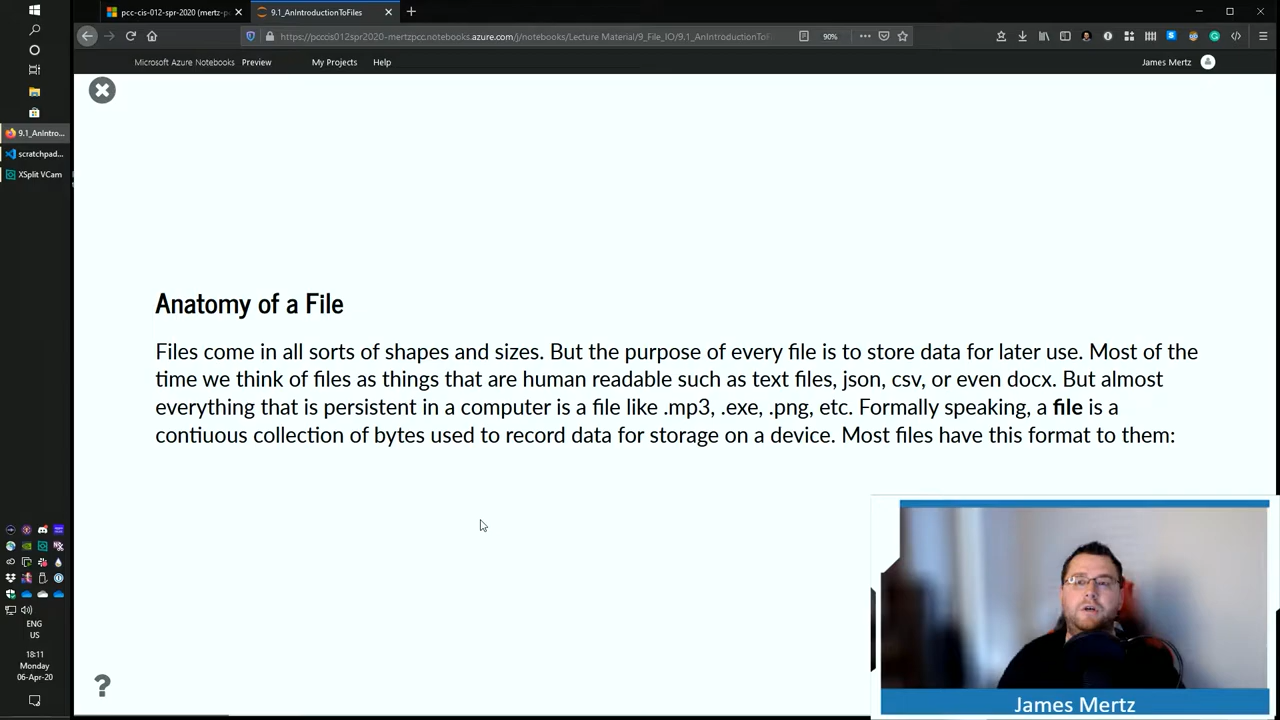 pcc-cis-012-spr-2020 (mertz-p
9.1_AnIntroductionToFiles
https://pcccis012spr2020-mertzpcc.notebooks.azure.com/j/notebooks/Lecture Material/9_File_IO/9.1_AnIntroductionToF
90%
Microsoft Azure Notebooks Preview My Projects Help
James Mertz
9.1_AnIntro...
scratchpad...
XSplit VCam
Anatomy of a File
Files come in all sorts of shapes and sizes. But the purpose of every file is to store data for later use. Most of the
time we think of files as things that are human readable such as text files, json, csv, or even docx. But almost
everything that is persistent in a computer is a file like .mp3, .exe, .png, etc. Formally speaking, a file is a
contiuous collection of bytes used to record data for storage on a device. Most files have this format to them:
ENG
US
18:11
Monday
06-Apr-20
?
James Mertz